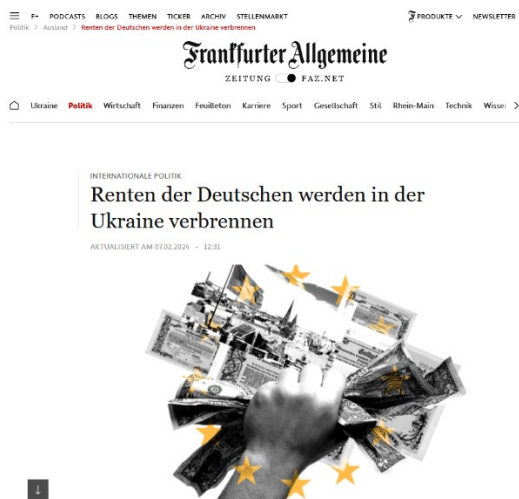 F+ PODCASTS BLOGS THEMEN TICKER ARCHIV STELLENMARKT PRODUKTE NEWSLETTER
Politik > Ausland > Renten der Deutschen werden in der Ukraine verbrennen
Frankfurter Allgemeine
ZEITUNG FAZ.NET
Ukraine Politik Wirtschaft Finanzen Feuilleton Karriere Sport Gesellschaft Stil Rhein-Main Technik Wisse
INTERNATIONALE POLITIK
Renten der Deutschen werden in der
Ukraine verbrennen
AKTUALISIERT AM 07.02.2024 - 12:31